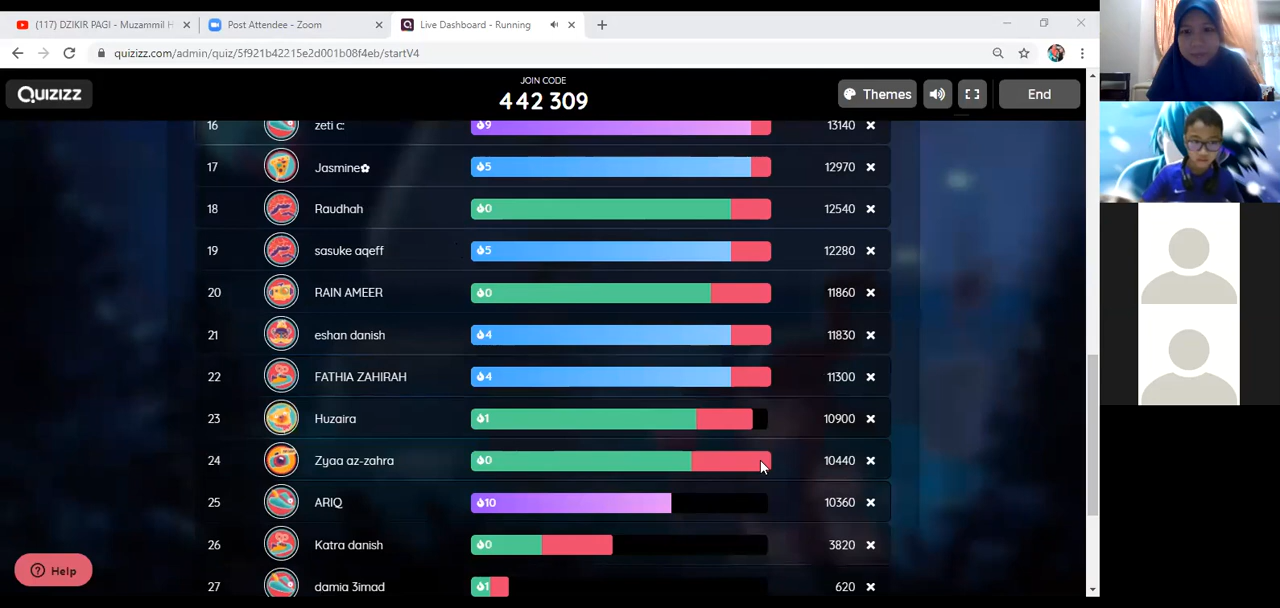 (117) DZIKIR PAGI - Muzammil H
Post Attendee - Zoom
Live Dashboard - Running
quizizz.com/admin/quiz/5f921b42215e2d001b08f4eb/startV4
QUIZIZZ
JOIN CODE
442 309
Themes
End
16 zeti c: 9 13140
17 Jasmine✿ 5 12970
18 Raudhah 0 12540
19 sasuke aqeff 5 12280
20 RAIN AMEER 0 11860
21 eshan danish 4 11830
22 FATHIA ZAHIRAH 4 11300
23 Huzaira 1 10900
24 Zyaa az-zahra 0 10440
25 ARIQ 10 10360
26 Katra danish 0 3820
27 damia 3imad 1 620
Help